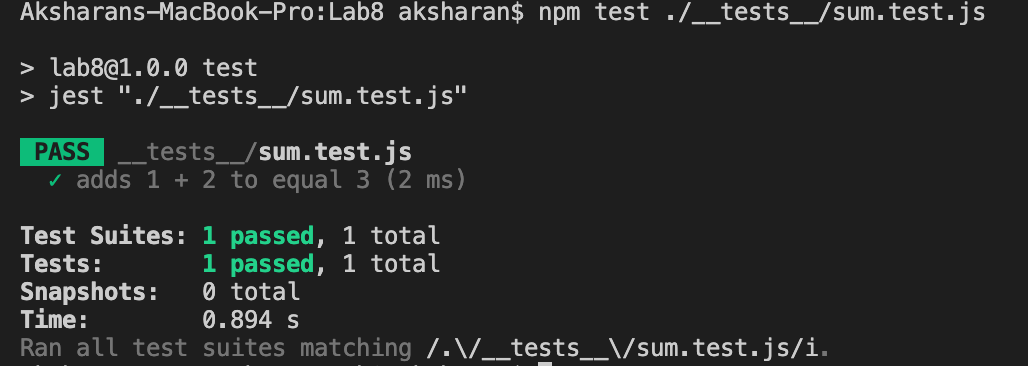 Aksharans-MacBook-Pro:Lab8 aksharan$ npm test ./__tests__/sum.test.js
> lab8@1.0.0 test
> jest "./__tests__/sum.test.js"
PASS __tests__/sum.test.js
✓ adds 1 + 2 to equal 3 (2 ms)
Test Suites: 1 passed, 1 total
Tests: 1 passed, 1 total
Snapshots: 0 total
Time: 0.894 s
Ran all test suites matching /.\/__tests__\/sum.test.js/i.